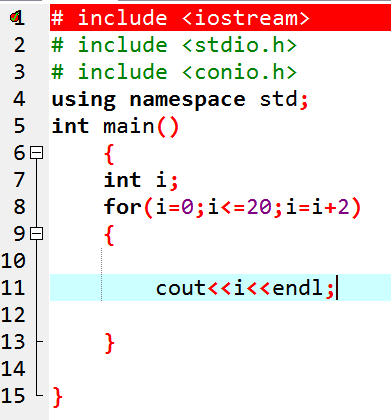 1 # include <iostream>
2 # include <stdio.h>
3 # include <conio.h>
4 using namespace std;
5 int main()
6 {
7 int i;
8 for(i=0;i<=20;i=i+2)
9 {
10
11 cout<<i<<endl;
12
13 }
14
15 }